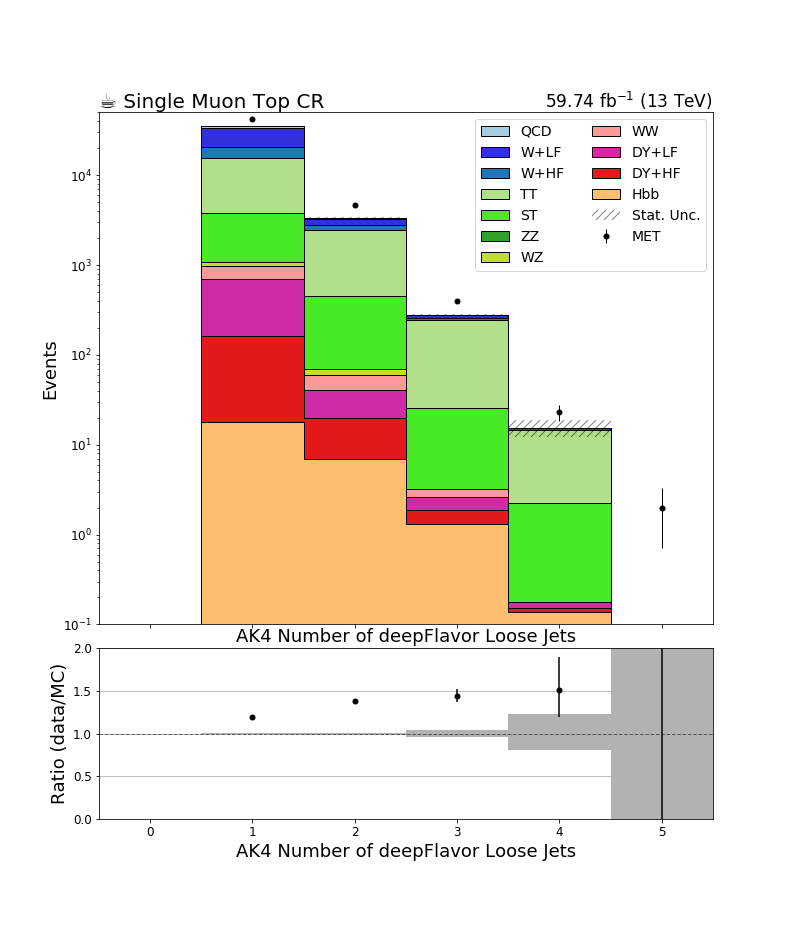 ☕ Single Muon Top CR
59.74 fb⁻¹ (13 TeV)
QCD
W+LF
W+HF
TT
ST
ZZ
WZ
WW
DY+LF
DY+HF
Hbb
Stat. Unc.
MET
Events
10⁴
10³
10²
10¹
10⁰
10⁻¹
AK4 Number of deepFlavor Loose Jets
Ratio (data/MC)
2.0
1.5
1.0
0.5
0.0
0 1 2 3 4 5
AK4 Number of deepFlavor Loose Jets